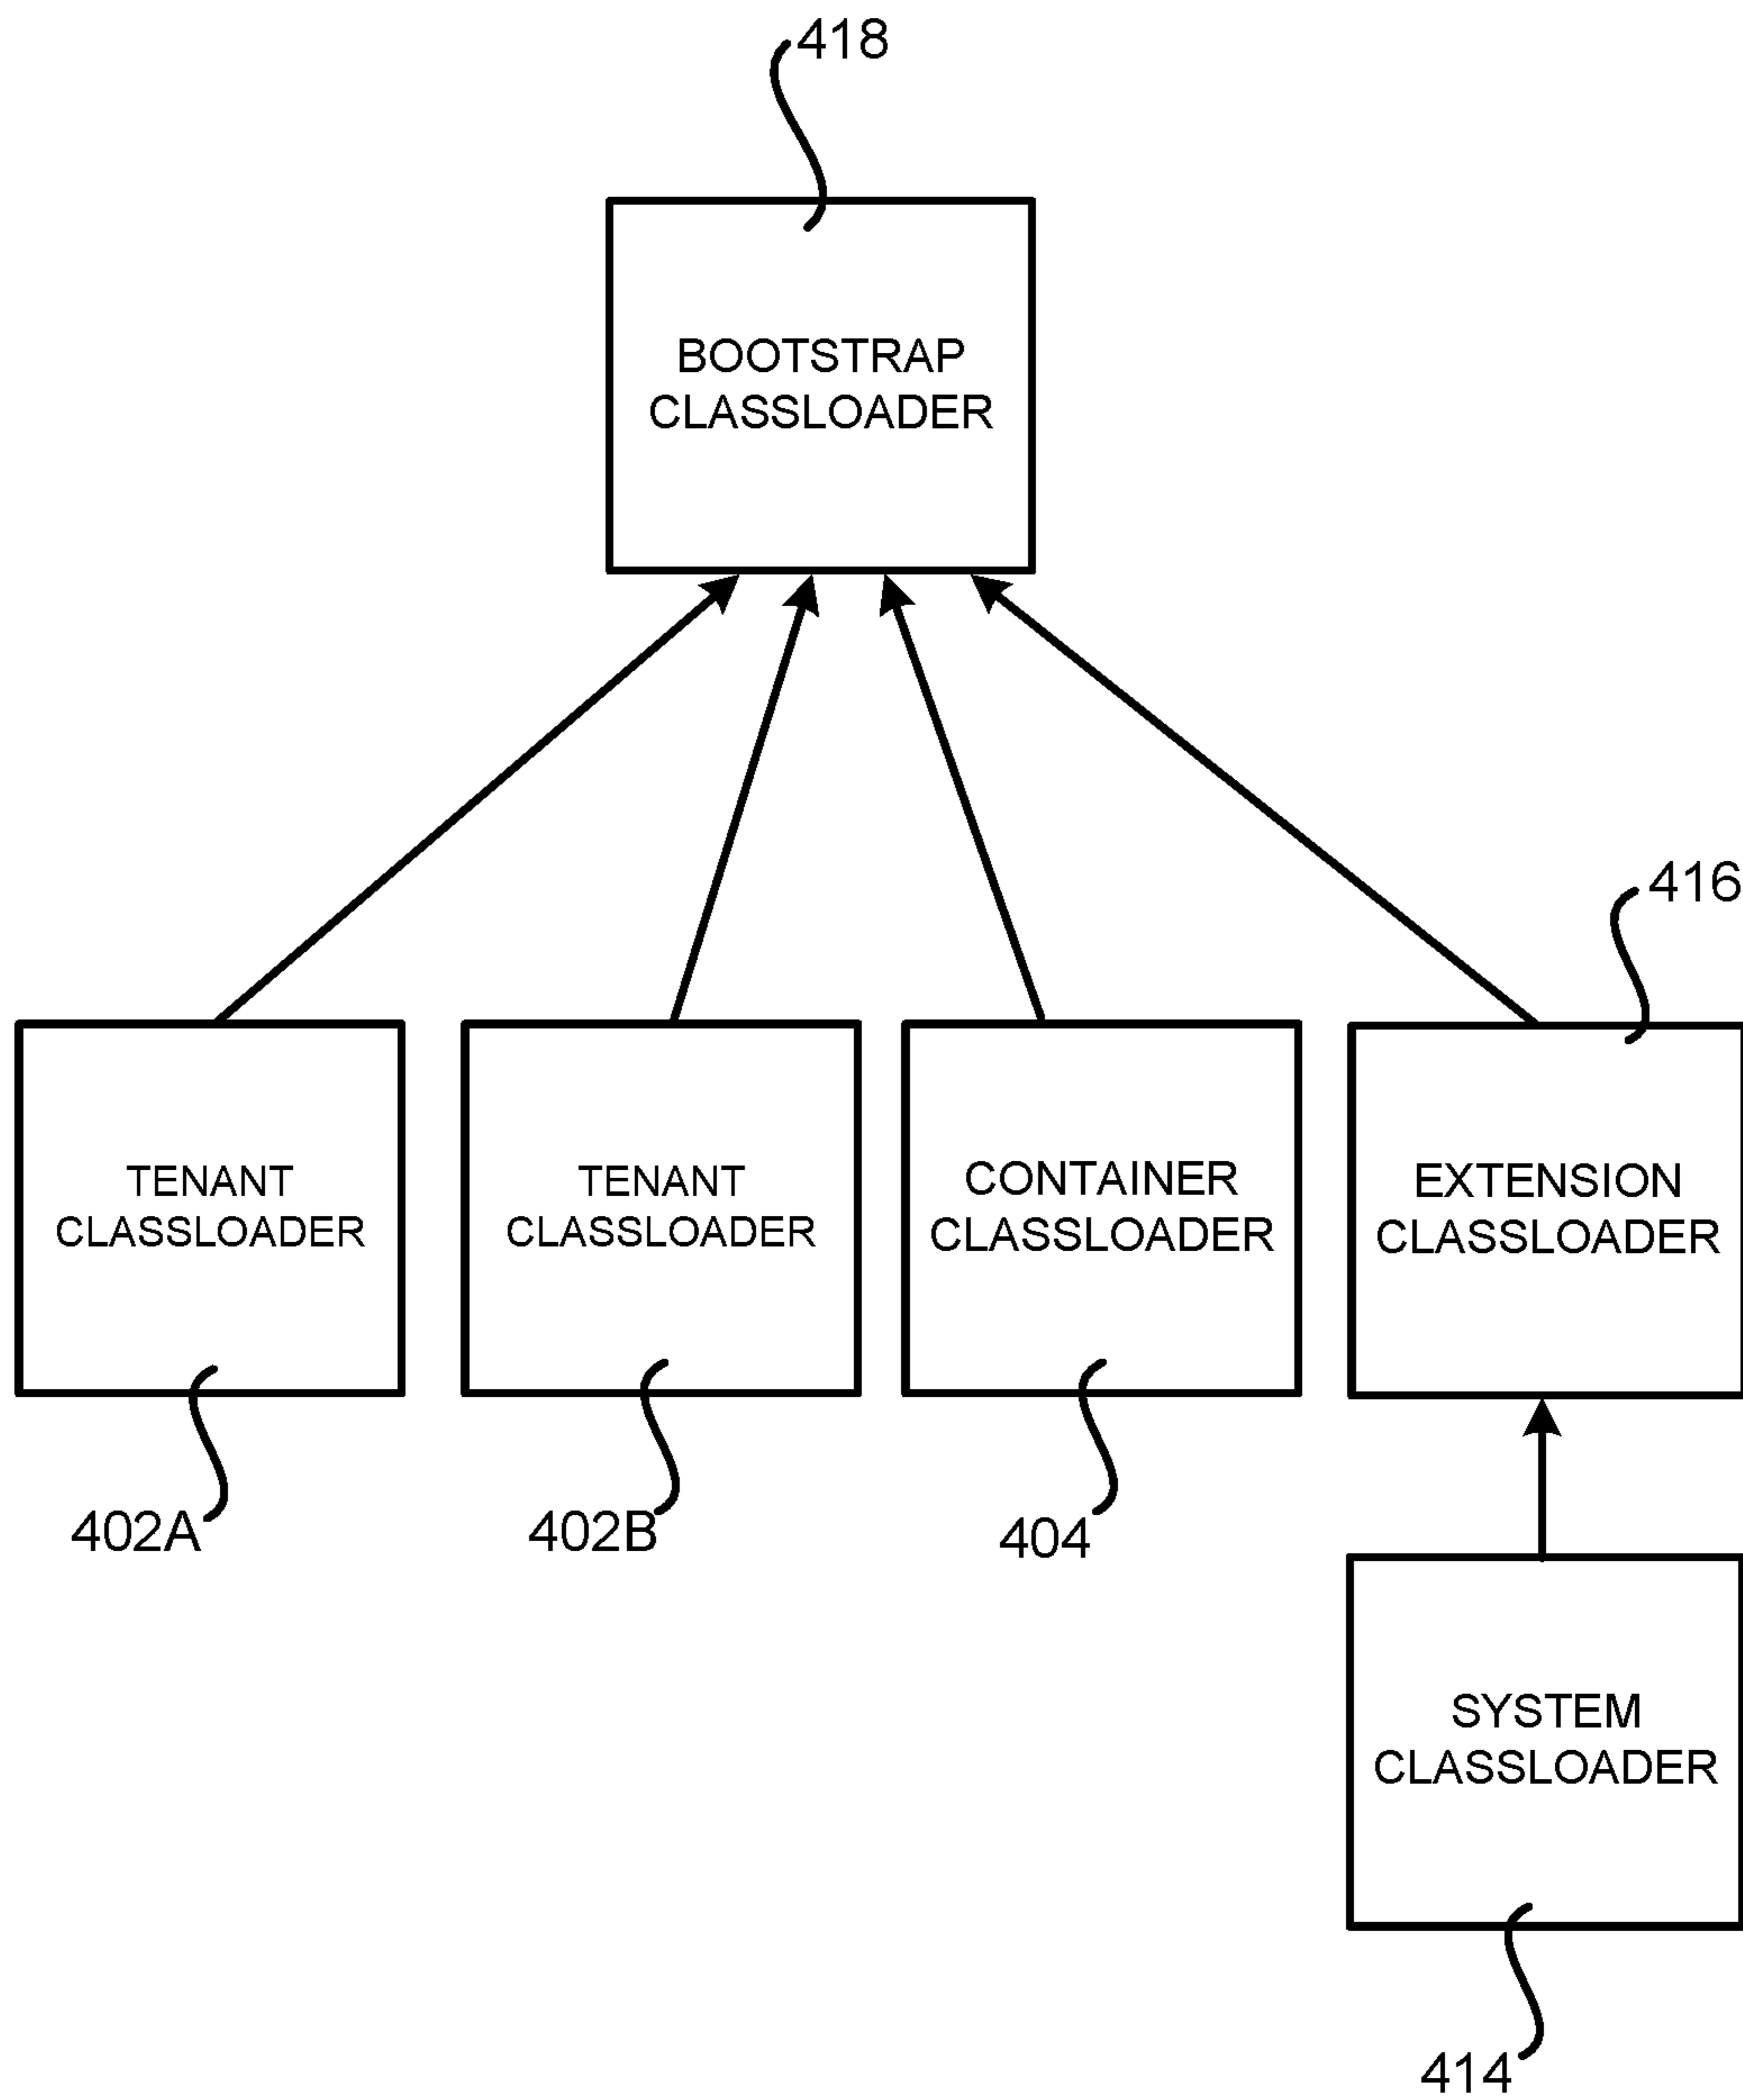 418
BOOTSTRAP
CLASSLOADER
416
TENANT
CLASSLOADER
TENANT
CLASSLOADER
CONTAINER
CLASSLOADER
EXTENSION
CLASSLOADER
402A
402B
404
SYSTEM
CLASSLOADER
414